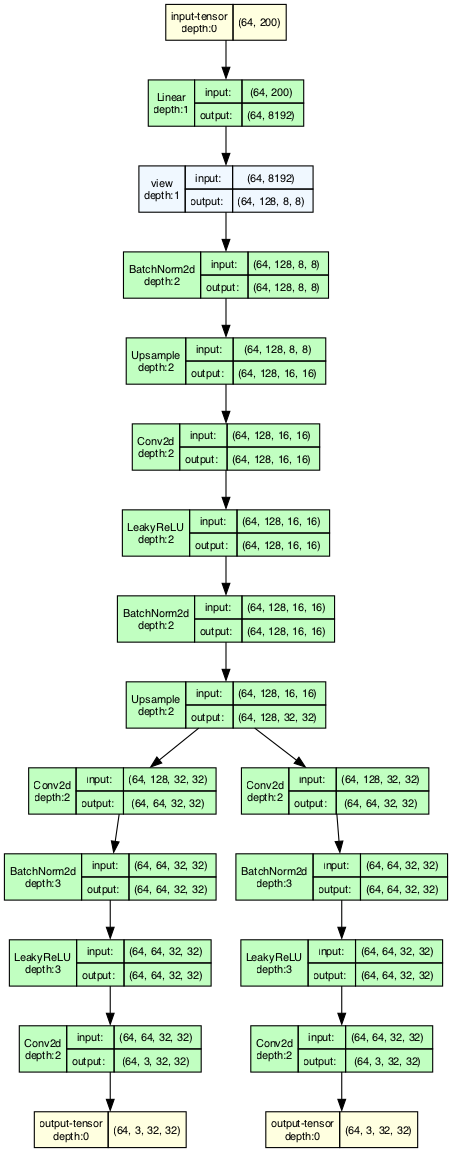 input-tensor
depth:0
(64, 200)
Linear
depth:1
input:
(64, 200)
output:
(64, 8192)
view
depth:1
input:
(64, 8192)
output:
(64, 128, 8, 8)
BatchNorm2d
depth:2
input:
(64, 128, 8, 8)
output:
(64, 128, 8, 8)
Upsample
depth:2
input:
(64, 128, 8, 8)
output:
(64, 128, 16, 16)
Conv2d
depth:2
input:
(64, 128, 16, 16)
output:
(64, 128, 16, 16)
LeakyReLU
depth:2
input:
(64, 128, 16, 16)
output:
(64, 128, 16, 16)
BatchNorm2d
depth:2
input:
(64, 128, 16, 16)
output:
(64, 128, 16, 16)
Upsample
depth:2
input:
(64, 128, 16, 16)
output:
(64, 128, 32, 32)
Conv2d
depth:2
input:
(64, 128, 32, 32)
output:
(64, 64, 32, 32)
Conv2d
depth:2
input:
(64, 128, 32, 32)
output:
(64, 64, 32, 32)
BatchNorm2d
depth:3
input:
(64, 64, 32, 32)
output:
(64, 64, 32, 32)
BatchNorm2d
depth:3
input:
(64, 64, 32, 32)
output:
(64, 64, 32, 32)
LeakyReLU
depth:3
input:
(64, 64, 32, 32)
output:
(64, 64, 32, 32)
LeakyReLU
depth:3
input:
(64, 64, 32, 32)
output:
(64, 64, 32, 32)
Conv2d
depth:2
input:
(64, 64, 32, 32)
output:
(64, 3, 32, 32)
Conv2d
depth:2
input:
(64, 64, 32, 32)
output:
(64, 3, 32, 32)
output-tensor
depth:0
(64, 3, 32, 32)
output-tensor
depth:0
(64, 3, 32, 32)